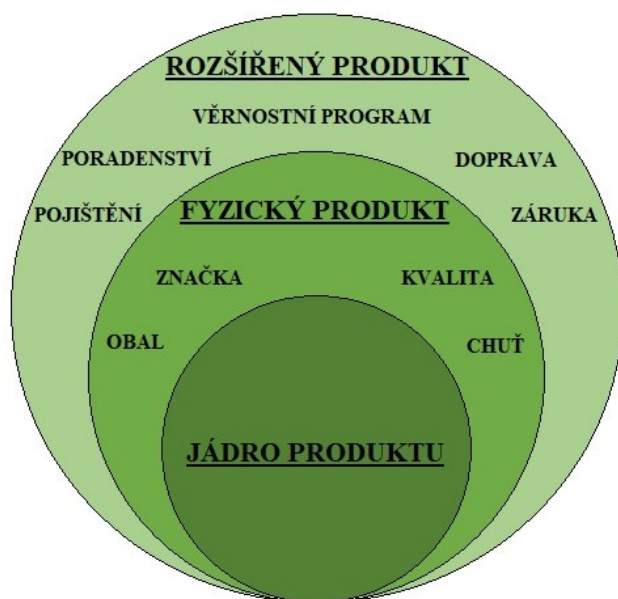 ROZŠÍŘENÝ PRODUKT
VĚRNOSTNÍ PROGRAM
PORADENSTVÍ
DOPRAVA
POJIŠTĚNÍ
FYZICKÝ PRODUKT
ZÁRUKA
ZNAČKA
KVALITA
OBAL
CHUŤ
JÁDRO PRODUKTU